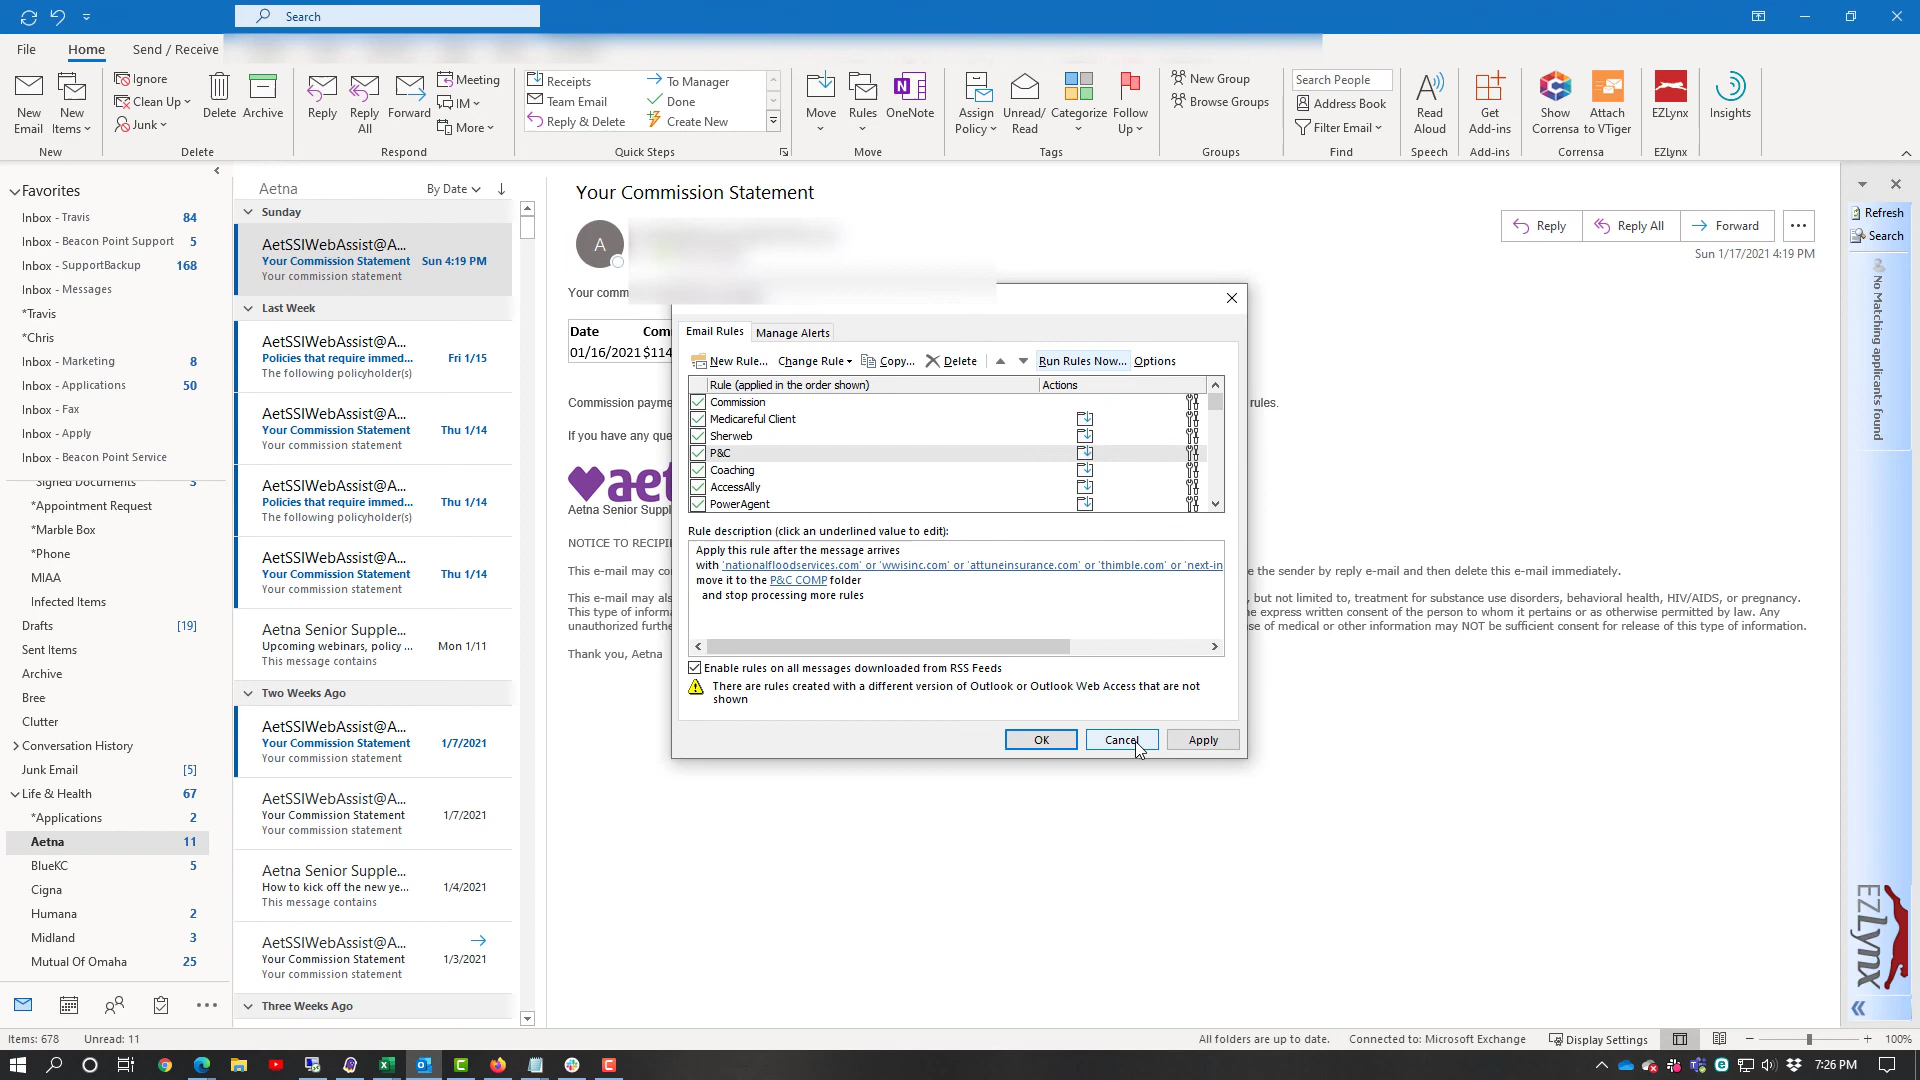 Search
File
Home
Send / Receive
New Email
New Items
Ignore
Clean Up
Junk
Delete
Archive
Reply
Reply All
Forward
Meeting
IM
More
Receipts
Team Email
Reply & Delete
To Manager
Done
Create New
Move
Rules
OneNote
Assign Policy
Unread/ Read
Categorize
Follow Up
New Group
Browse Groups
Search People
Address Book
Filter Email
Read Aloud
Get Add-ins
Show Corrensa
Attach to VTiger
EZLynx
Insights
New
Delete
Respond
Quick Steps
Move
Tags
Groups
Find
Speech
Add-ins
Corrensa
EZLynx
Favorites
Inbox - Travis 84
Inbox - Beacon Point Support 5
Inbox - SupportBackup 168
Inbox - Messages
*Travis
*Chris
Inbox - Marketing 8
Inbox - Applications 50
Inbox - Fax
Inbox - Apply
Inbox - Beacon Point Service
Signed Documents 3
*Appointment Request
*Marble Box
*Phone
MIAA
Infected Items
Drafts [19]
Sent Items
Archive
Bree
Clutter
Conversation History
Junk Email [5]
Life & Health 67
*Applications 2
Aetna 11
BlueKC 5
Cigna
Humana 2
Midland 3
Mutual Of Omaha 25
Aetna By Date
Sunday
AetSSIWebAssist@A...
Your Commission Statement Sun 4:19 PM
Your commission statement
Last Week
AetSSIWebAssist@A...
Policies that require immed... Fri 1/15
The following policyholder(s)
AetSSIWebAssist@A...
Your Commission Statement Thu 1/14
Your commission statement
AetSSIWebAssist@A...
Policies that require immed... Thu 1/14
The following policyholder(s)
AetSSIWebAssist@A...
Your Commission Statement Thu 1/14
Your commission statement
Aetna Senior Supple...
Upcoming webinars, policy ... Mon 1/11
This message contains
Two Weeks Ago
AetSSIWebAssist@A...
Your Commission Statement 1/7/2021
Your commission statement
AetSSIWebAssist@A...
Your Commission Statement 1/7/2021
Your commission statement
Aetna Senior Supple...
How to kick off the new ye... 1/4/2021
This message contains
AetSSIWebAssist@A...
Your Commission Statement 1/3/2021
Your commission statement
Three Weeks Ago
Your Commission Statement
A
Reply
Reply All
Forward
Sun 1/17/2021 4:19 PM
Your comm
Date Com
01/16/2021 $114
Commission payme rules.
If you have any que
aet
Aetna Senior Suppl
NOTICE TO RECIPIE
This e-mail may co e the sender by reply e-mail and then delete this e-mail immediately.
This e-mail may als , but not limited to, treatment for substance use disorders, behavioral health, HIV/AIDS, or pregnancy.
This type of informa express written consent of the person to whom it pertains or as otherwise permitted by law. Any
unauthorized furthe se of medical or other information may NOT be sufficient consent for release of this type of information.
Thank you, Aetna
Email Rules
Manage Alerts
New Rule...
Change Rule
Copy...
Delete
Run Rules Now...
Options
Rule (applied in the order shown) Actions
Commission
Medicareful Client
Sherweb
P&C
Coaching
AccessAlly
PowerAgent
Rule description (click an underlined value to edit):
Apply this rule after the message arrives
with 'nationalfloodservices.com' or 'wwisinc.com' or 'attuneinsurance.com' or 'thimble.com' or 'next-in
move it to the P&C COMP folder
and stop processing more rules
Enable rules on all messages downloaded from RSS Feeds
There are rules created with a different version of Outlook or Outlook Web Access that are not
shown
OK
Cancel
Apply
Refresh
Search
No Matching applicants found
EZLynx
Items: 678 Unread: 11
All folders are up to date. Connected to: Microsoft Exchange Display Settings 100%
7:26 PM